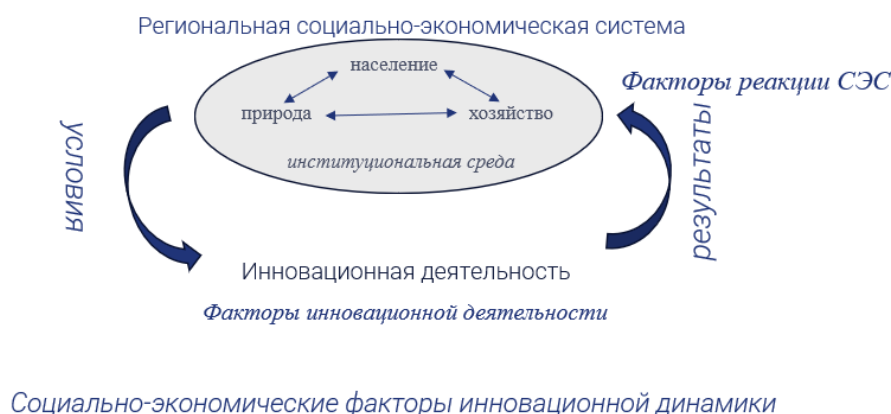 Региональная социально-экономическая система
население
Факторы реакции СЭС
природа
хозяйство
институциональная среда
условия
результаты
Инновационная деятельность
Факторы инновационной деятельности
Социально-экономические факторы инновационной динамики